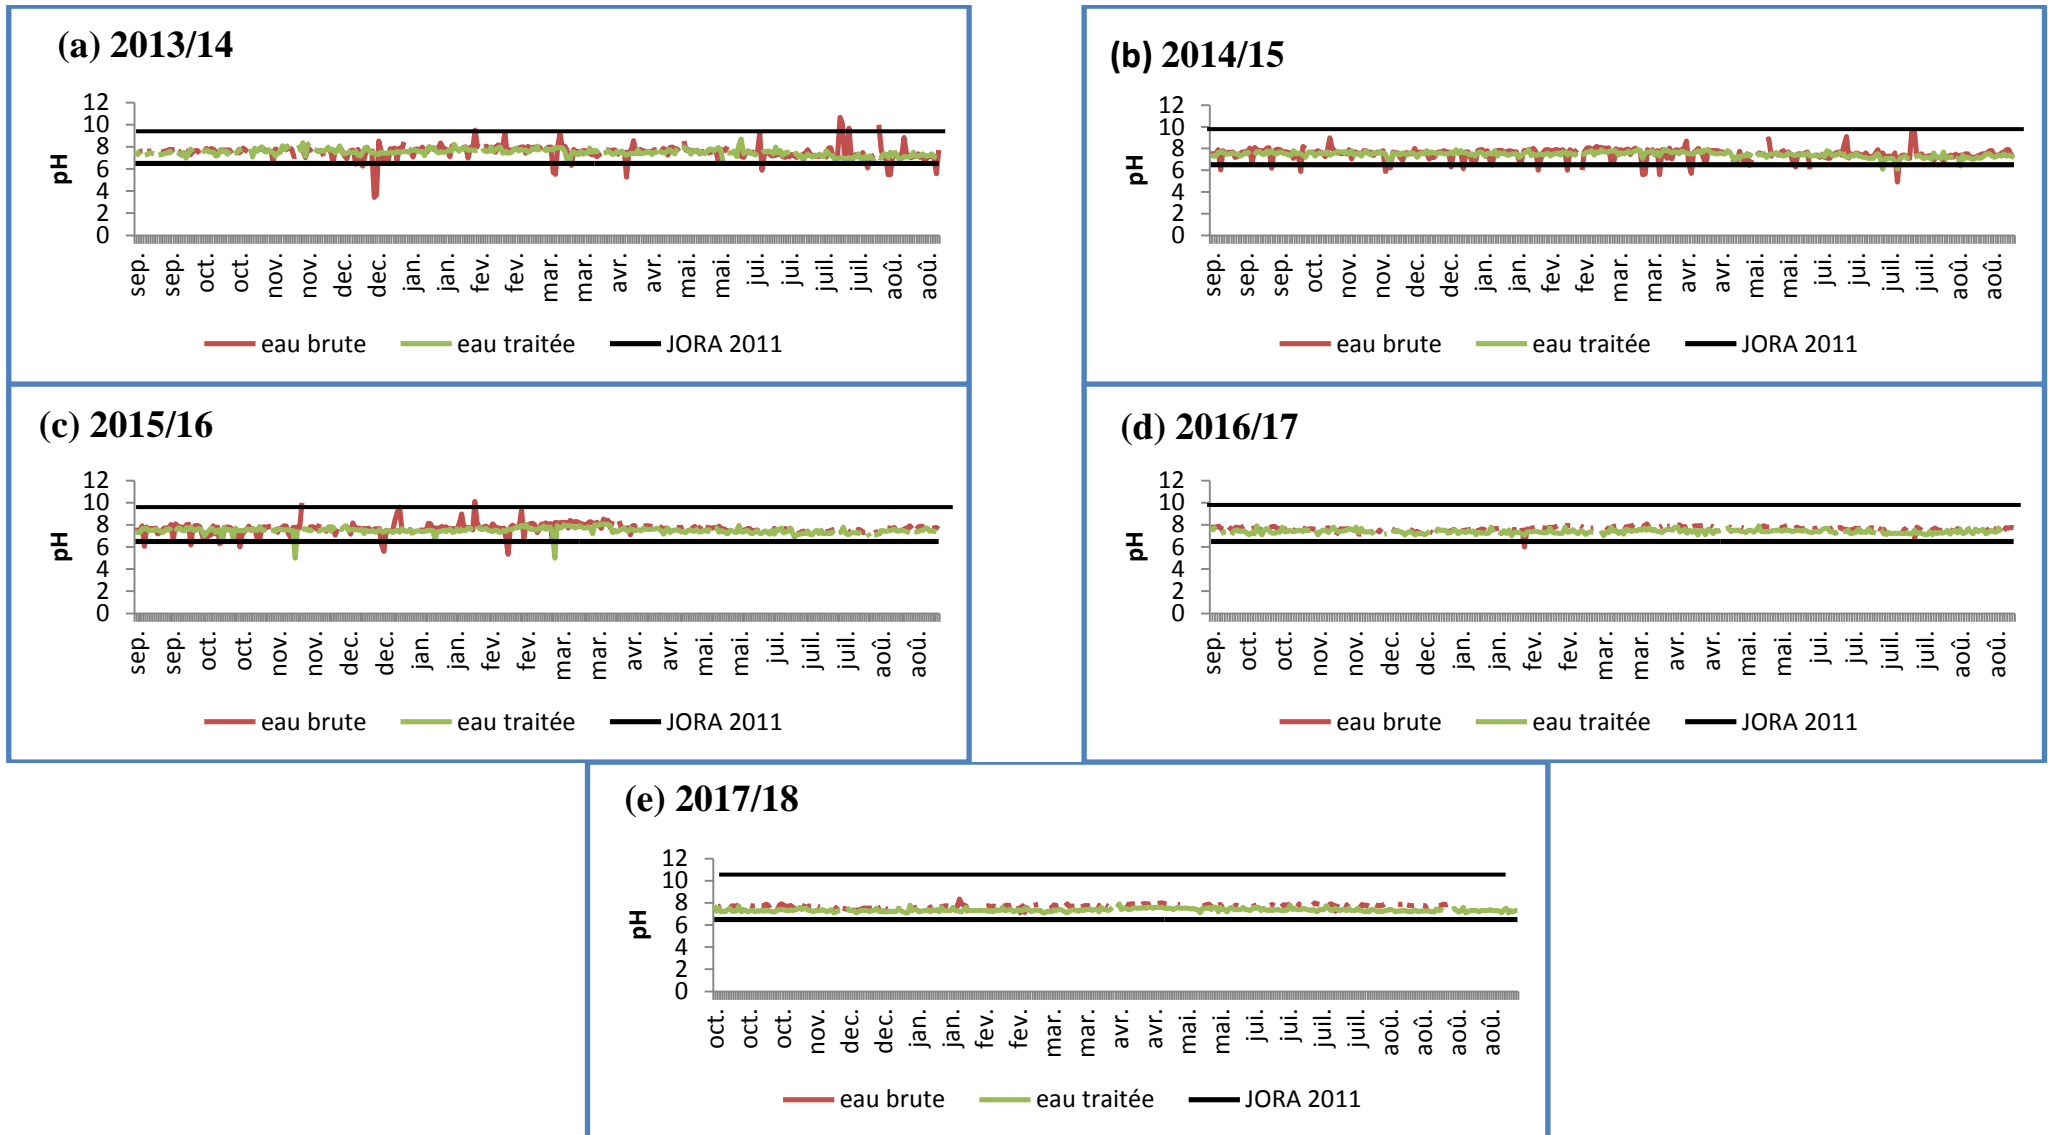 (a) 2013/14
pH
12
10
8
6
4
2
0
sep. sep. oct. oct. nov. nov. dec. dec. jan. jan. fev. fev. mar. mar. avr. avr. mai. mai. jui. jui. juil. juil. aoû. aoû.
eau brute eau traitée JORA 2011
(b) 2014/15
pH
12
10
8
6
4
2
0
sep. sep. sep. oct. nov. nov. dec. dec. jan. jan. fev. fev. mar. mar. avr. avr. mai. mai. jui. jui. juil. juil. aoû. aoû.
eau brute eau traitée JORA 2011
(c) 2015/16
pH
12
10
8
6
4
2
0
sep. sep. oct. oct. nov. nov. dec. dec. jan. jan. fev. fev. mar. mar. avr. avr. mai. mai. jui. juil. juil. aoû. aoû.
eau brute eau traitée JORA 2011
(d) 2016/17
pH
12
10
8
6
4
2
0
sep. oct. oct. nov. nov. dec. dec. jan. jan. fev. fev. mar. mar. avr. avr. mai. mai. jui. jui. juil. juil. aoû. aoû.
eau brute eau traitée JORA 2011
(e) 2017/18
pH
12
10
8
6
4
2
0
oct. oct. oct. nov. dec. dec. jan. jan. fev. fev. mar. mar. avr. avr. mai. mai. jui. jui. juil. juil. aoû. aoû. aoû. aoû.
eau brute eau traitée JORA 2011